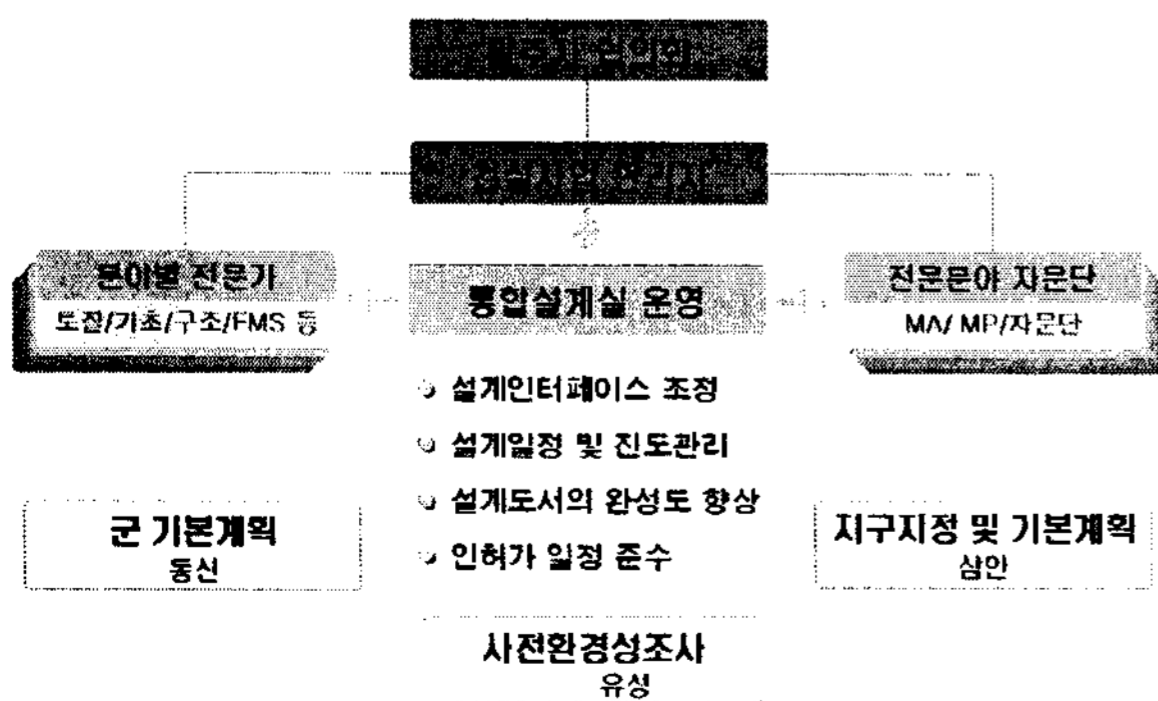 분야별 전문가
토질/기초/구조/FMS 등
통합설계실 운영
전문분야 자문단
MA/ MP/자문단
설계인터페이스 조정
설계일정 및 진도관리
설계도서의 완성도 향상
인허가 일정 준수
군 기본계획
동신
지구지정 및 기본계획
삼안
사전환경성조사
유성